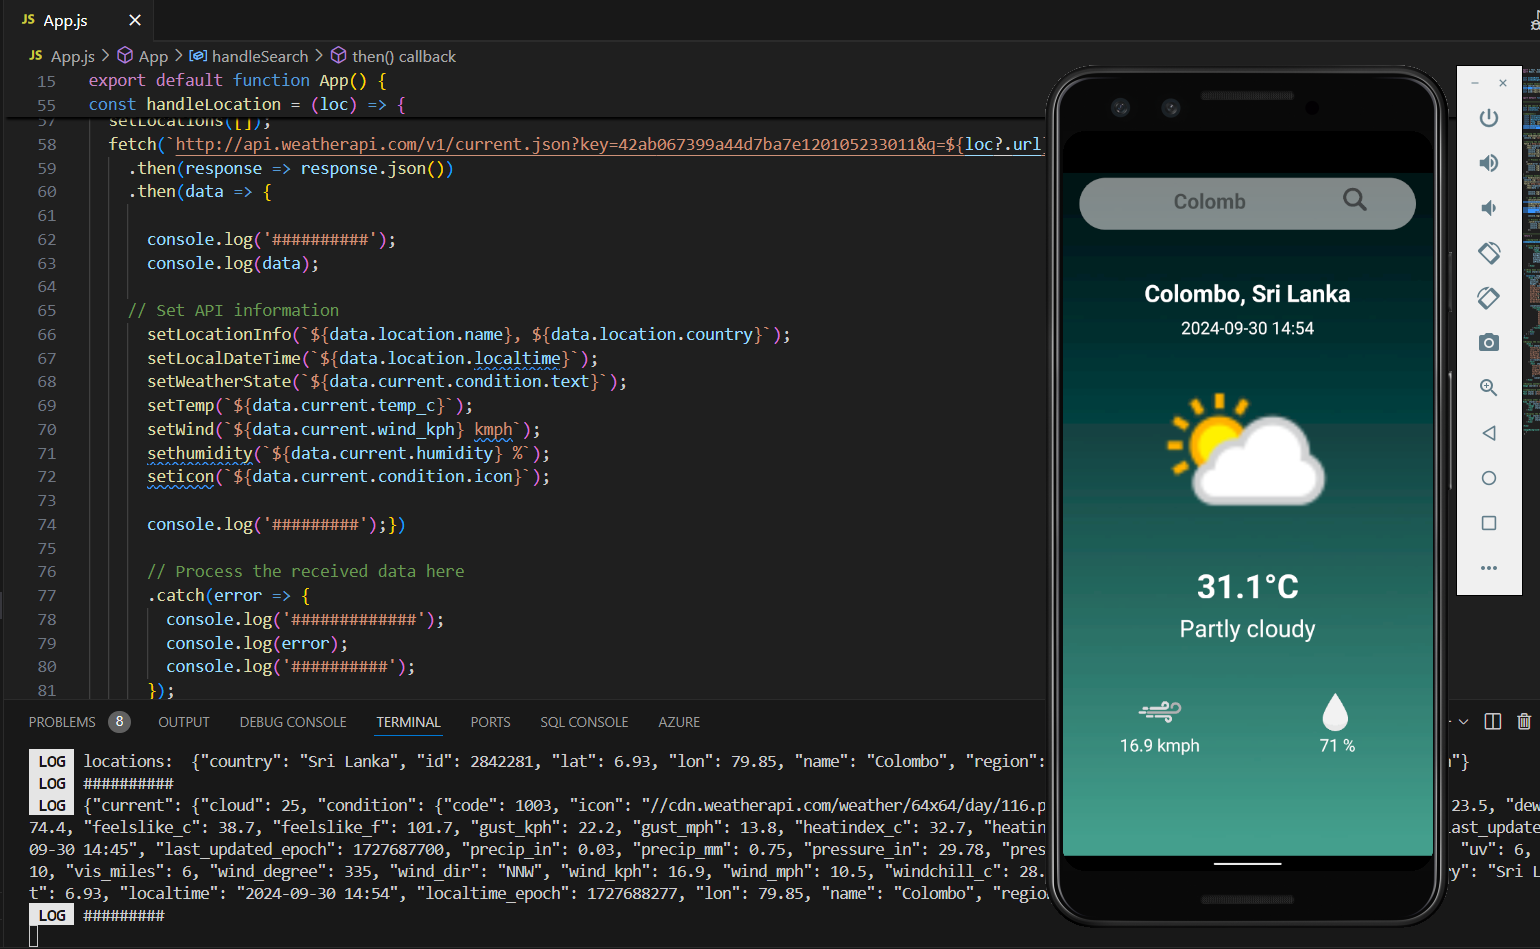 JS App.js ×
JS App.js > App > handleSearch > then() callback
15 export default function App() {
55 const handleLocation = (loc) => {
57 setLocations([]);
58 fetch(`http://api.weatherapi.com/v1/current.json?key=42ab067399a44d7ba7e120105233011&q=${loc?.url
59 .then(response => response.json())
60 .then(data => {
61
62 console.log('##########');
63 console.log(data);
64
65 // Set API information
66 setLocationInfo(`${data.location.name}, ${data.location.country}`);
67 setLocalDateTime(`${data.location.localtime}`);
68 setWeatherState(`${data.current.condition.text}`);
69 setTemp(`${data.current.temp_c}`);
70 setWind(`${data.current.wind_kph} kmph`);
71 sethumidity(`${data.current.humidity} %`);
72 seticon(`${data.current.condition.icon}`);
73
74 console.log('#########');})
75
76 // Process the received data here
77 .catch(error => {
78 console.log('#############');
79 console.log(error);
80 console.log('##########');
81 });
Colomb
Colombo, Sri Lanka
2024-09-30 14:54
31.1°C
Partly cloudy
16.9 kmph
71 %
PROBLEMS 8 OUTPUT DEBUG CONSOLE TERMINAL PORTS SQL CONSOLE AZURE
LOG locations: {"country": "Sri Lanka", "id": 2842281, "lat": 6.93, "lon": 79.85, "name": "Colombo", "region": "}
LOG ##########
LOG {"current": {"cloud": 25, "condition": {"code": 1003, "icon": "//cdn.weatherapi.com/weather/64x64/day/116.p 23.5, "dew
74.4, "feelslike_c": 38.7, "feelslike_f": 101.7, "gust_kph": 22.2, "gust_mph": 13.8, "heatindex_c": 32.7, "heatin last_update
09-30 14:45", "last_updated_epoch": 1727687700, "precip_in": 0.03, "precip_mm": 0.75, "pressure_in": 29.78, "pres "uv": 6,
10, "vis_miles": 6, "wind_degree": 335, "wind_dir": "NNW", "wind_kph": 16.9, "wind_mph": 10.5, "windchill_c": 28. ry": "Sri L
t": 6.93, "localtime": "2024-09-30 14:54", "localtime_epoch": 1727688277, "lon": 79.85, "name": "Colombo", "regio
LOG #########